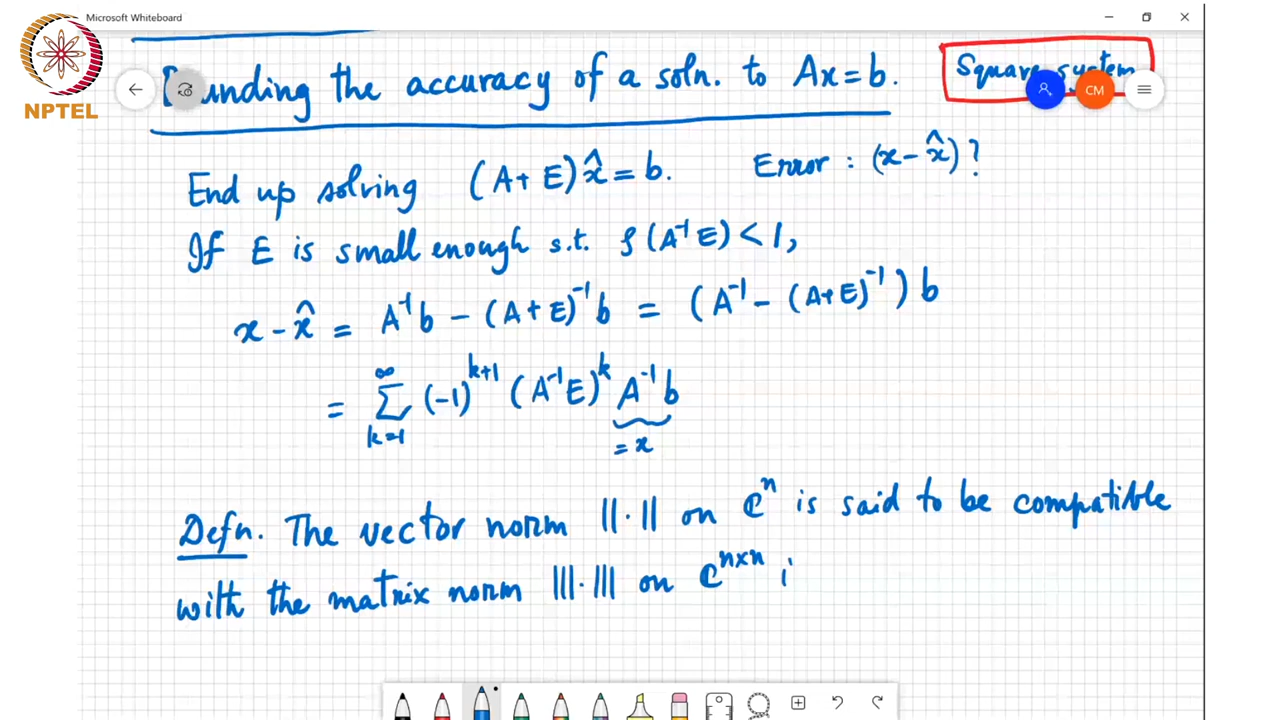 Microsoft Whiteboard
NPTEL
unding the accuracy of a soln. to Ax=b.
Square system
CM
End up solving (A+E)x̂=b. Error : (x-x̂)?
If E is small enough s.t. ρ(A⁻¹E)<1,
x-x̂ = A⁻¹b - (A+E)⁻¹b = (A⁻¹ - (A+E)⁻¹) b
= ∑_{k=1}^{∞} (-1)^{k+1} (A⁻¹E)^k A⁻¹b
= x
Defn. The vector norm ||·|| on ℂⁿ is said to be compatible
with the matrix norm |||·||| on ℂ^{n×n} i